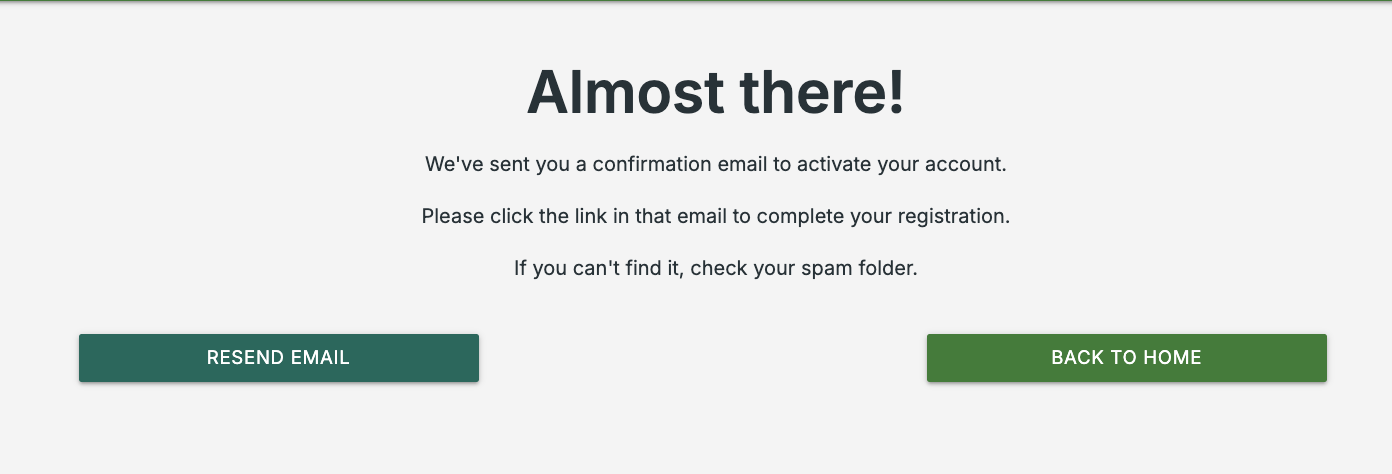 Almost there!
We've sent you a confirmation email to activate your account.
Please click the link in that email to complete your registration.
If you can't find it, check your spam folder.
RESEND EMAIL
BACK TO HOME